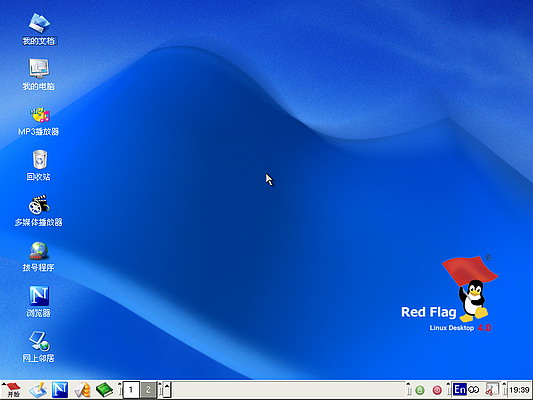 我的文档
我的电脑
MP3播放器
回收站
多媒体播放器
拨号程序
浏览器
网上邻居
Red Flag
Linux Desktop 4.0
开始
1
2
En
19:39